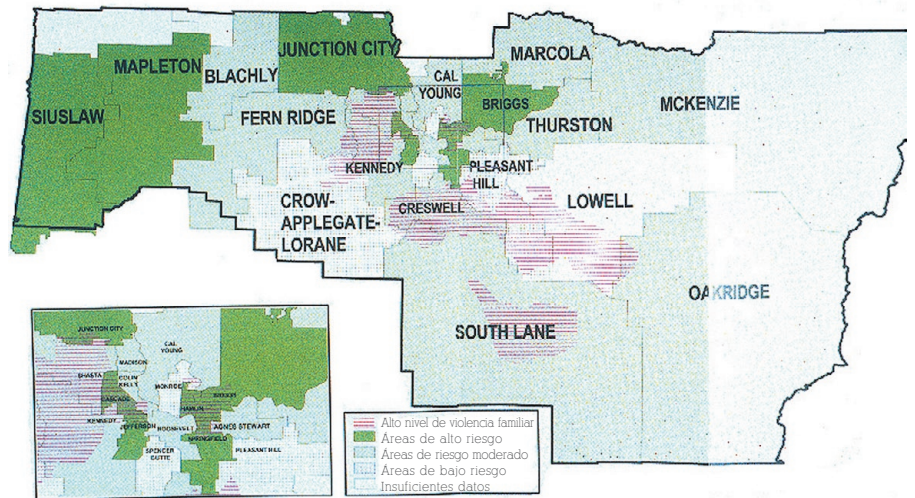 JUNCTION CITY
MARCOLA
MAPLETON
BLACHLY
CAL
YOUNG
SIUSLAW
FERN RIDGE
BRIGGS
MCKENZIE
THURSTON
KENNEDY
PLEASANT
HILL
CROW-
APPLEGATE-
LORANE
CRESWELL
LOWELL
OAKRIDGE
SOUTH LANE
JUNCTION CITY
CAL
YOUNG
MADISON
SHASTA
COLIN
KELLY
MONROE
CASCADE
BRIGGS
HAMLIN
KENNEDY
JEFFERSON
ROOSEVELT
AGNES STEWART
SPRINGFIELD
SPENCER
BUTTE
PLEASANT HILL
Alto nivel de violencia familiar
Áreas de alto riesgo
Áreas de riesgo moderado
Áreas de bajo riesgo
Insuficientes datos